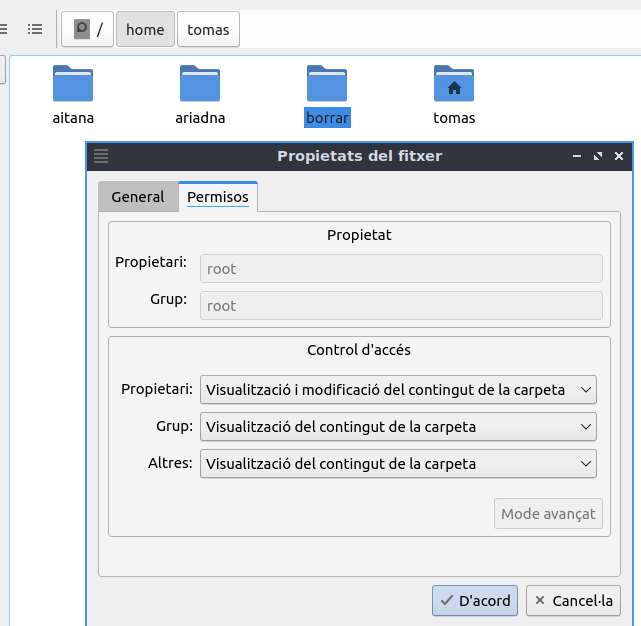 / home tomas
aitana ariadna borrar tomas
Propietats del fitxer
General Permisos
Propietat
Propietari: root
Grup: root
Control d'accés
Propietari: Visualització i modificació del contingut de la carpeta
Grup: Visualització del contingut de la carpeta
Altres: Visualització del contingut de la carpeta
Mode avançat
D'acord Cancel·la